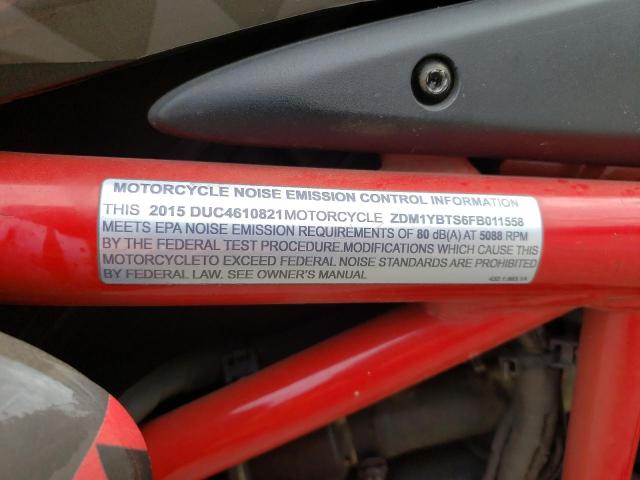 MOTORCYCLE NOISE EMISSION CONTROL INFORMATION
THIS 2015 DUC4610821MOTORCYCLE ZDM1YBTS6FB011558
MEETS EPA NOISE EMISSION REQUIREMENTS OF 80 dB(A) AT 5088 RPM
BY THE FEDERAL TEST PROCEDURE.MODIFICATIONS WHICH CAUSE THIS
MOTORCYCLETO EXCEED FEDERAL NOISE STANDARDS ARE PROHIBITED
BY FEDERAL LAW. SEE OWNER'S MANUAL